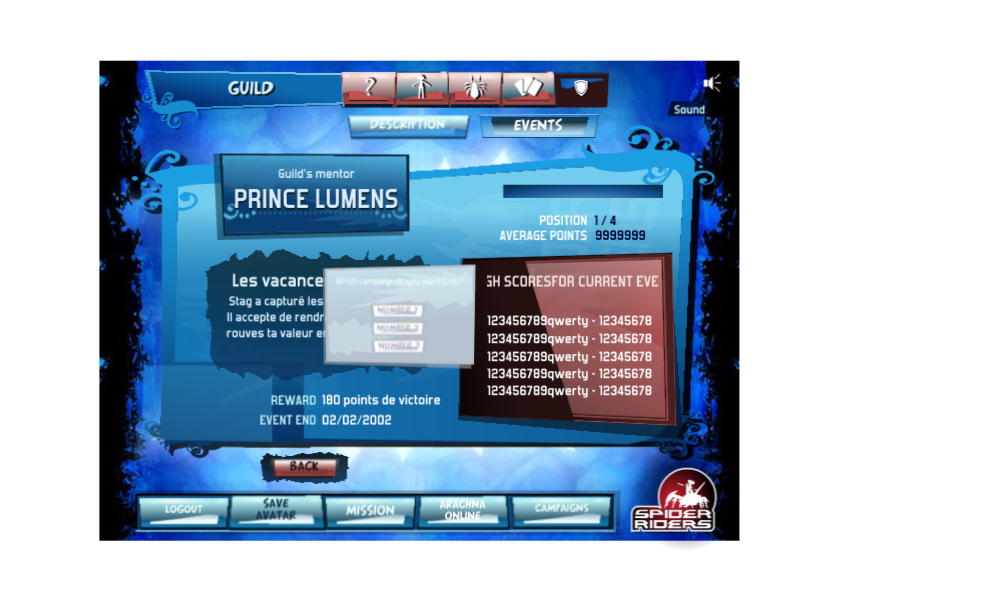 GUILD
?
Sound
DESCRIPTION
EVENTS
Guild's mentor
PRINCE LUMENS
POSITION 1 / 4
AVERAGE POINTS 9999999
Les vacance
Stag a capturé les
Il accepte de rendr
rouves ta valeur e
Which campaign do you want to do?
NUMBER 1
NUMBER 2
NUMBER 3
GH SCORESFOR CURRENT EVE
123456789qwerty - 12345678
123456789qwerty - 12345678
123456789qwerty - 12345678
123456789qwerty - 12345678
123456789qwerty - 12345678
REWARD 180 points de victoire
EVENT END 02/02/2002
BACK
LOGOUT
SAVE
AVATAR
MISSION
ARACHNA
ONLINE
CAMPAIGNS
SPIDER
RIDERS